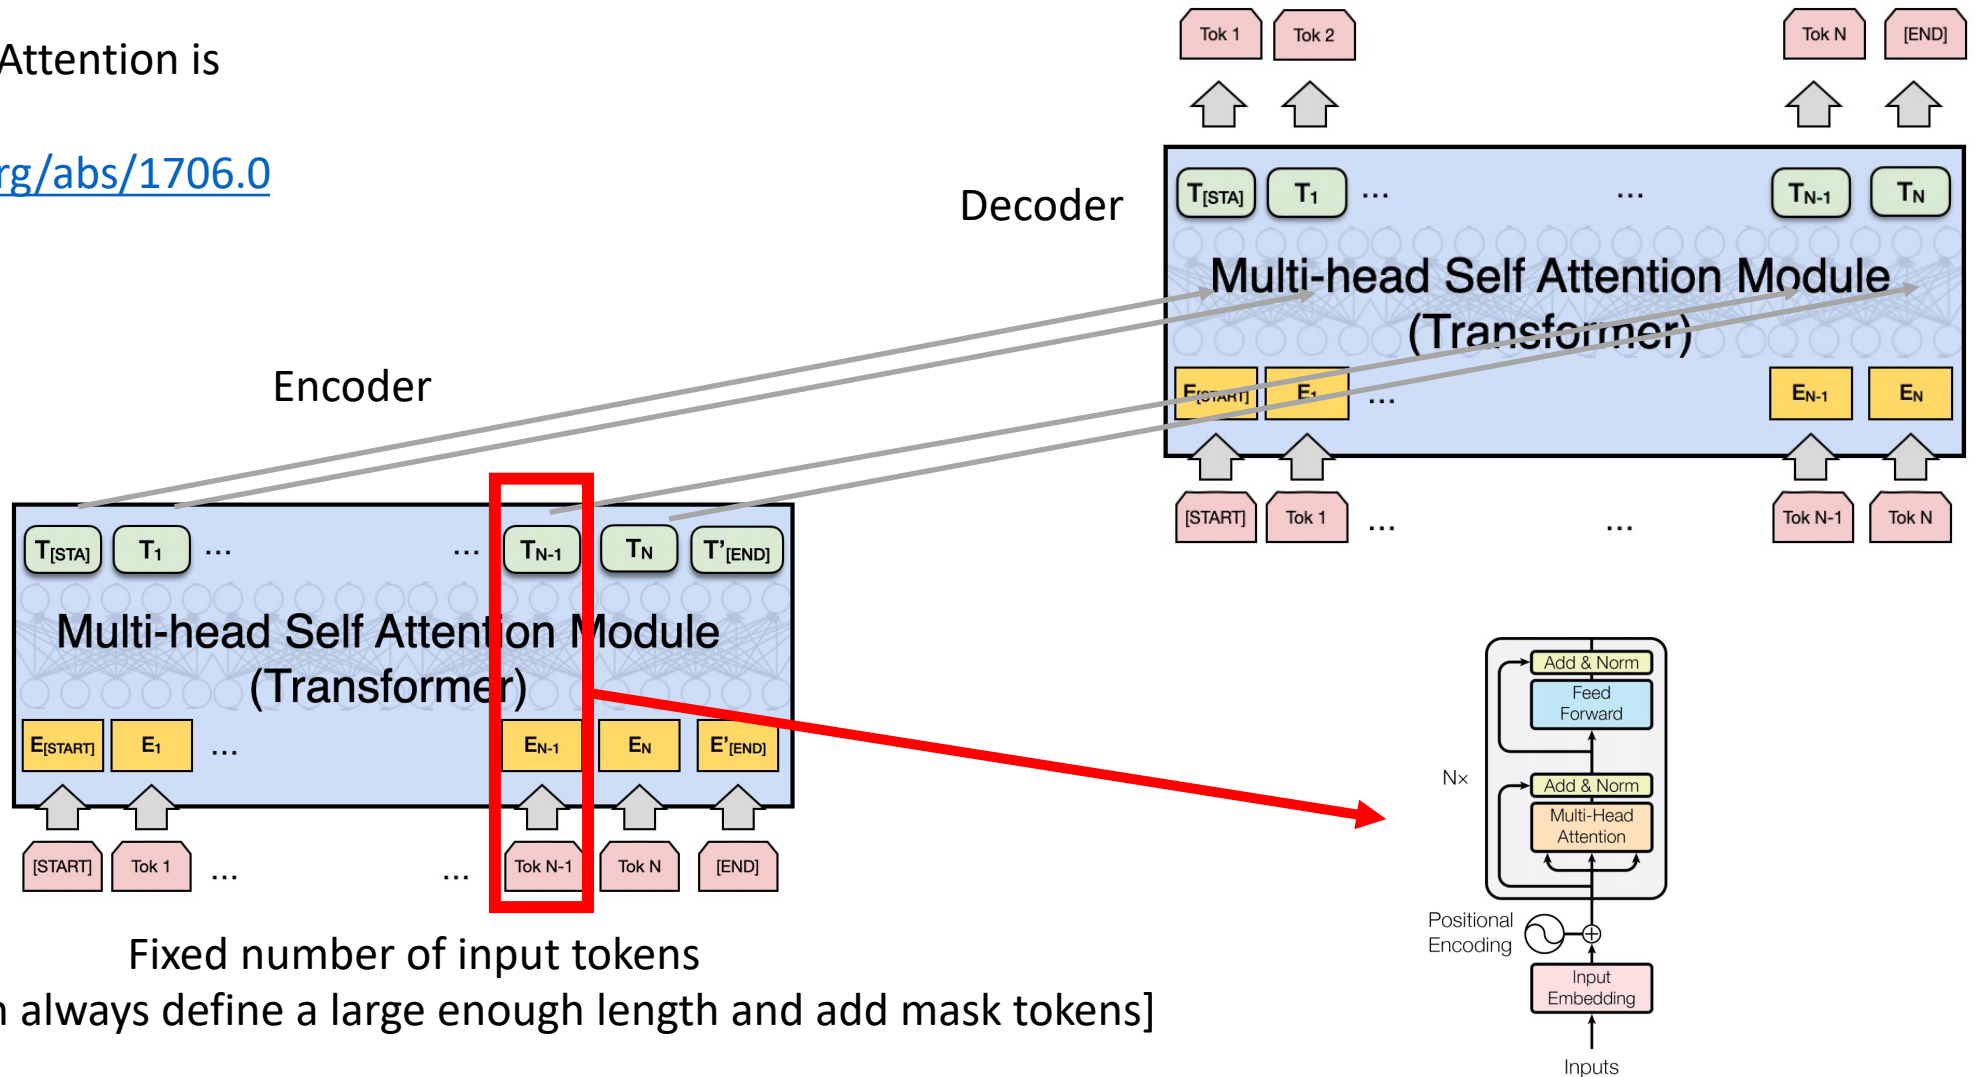 Attention is
rg/abs/1706.0
Tok 1 Tok 2 Tok N [END]
Decoder
T[STA] T1 ... ... TN-1 TN
Multi-head Self Attention Module
(Transformer)
E[START] E1 ... EN-1 EN
[START] Tok 1 ... ... Tok N-1 Tok N
Encoder
T[STA] T1 ... ... TN-1 TN T'[END]
Multi-head Self Attention Module
(Transformer)
E[START] E1 ... EN-1 EN E'[END]
[START] Tok 1 ... ... Tok N-1 Tok N [END]
Fixed number of input tokens
always define a large enough length and add mask tokens]
Add & Norm
Feed
Forward
N×
Add & Norm
Multi-Head
Attention
Positional
Encoding
Input
Embedding
Inputs